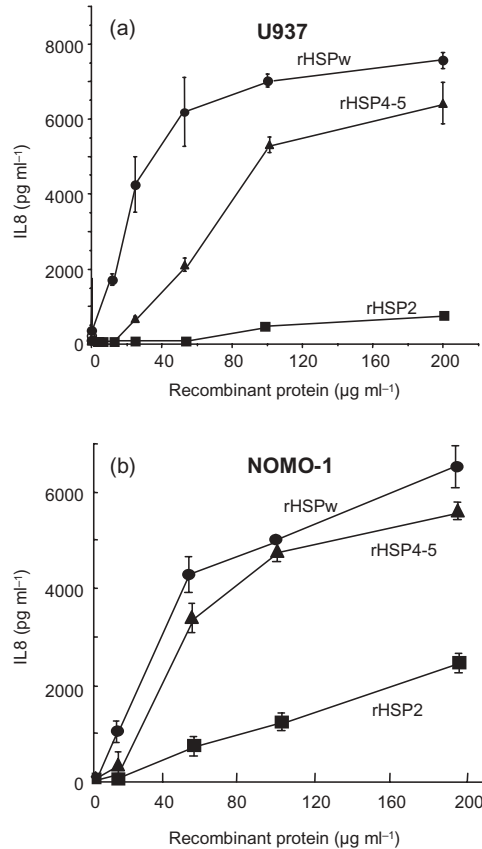 (a) U937
8000
rHSPw
rHSP4-5
6000
IL8 (pg ml⁻¹)
4000
2000
rHSP2
0
0 40 80 120 160 200
Recombinant protein (µg ml⁻¹)
(b) NOMO-1
6000
rHSPw
rHSP4-5
IL8 (pg ml⁻¹)
4000
2000
rHSP2
0
0 40 80 120 160 200
Recombinant protein (µg ml⁻¹)